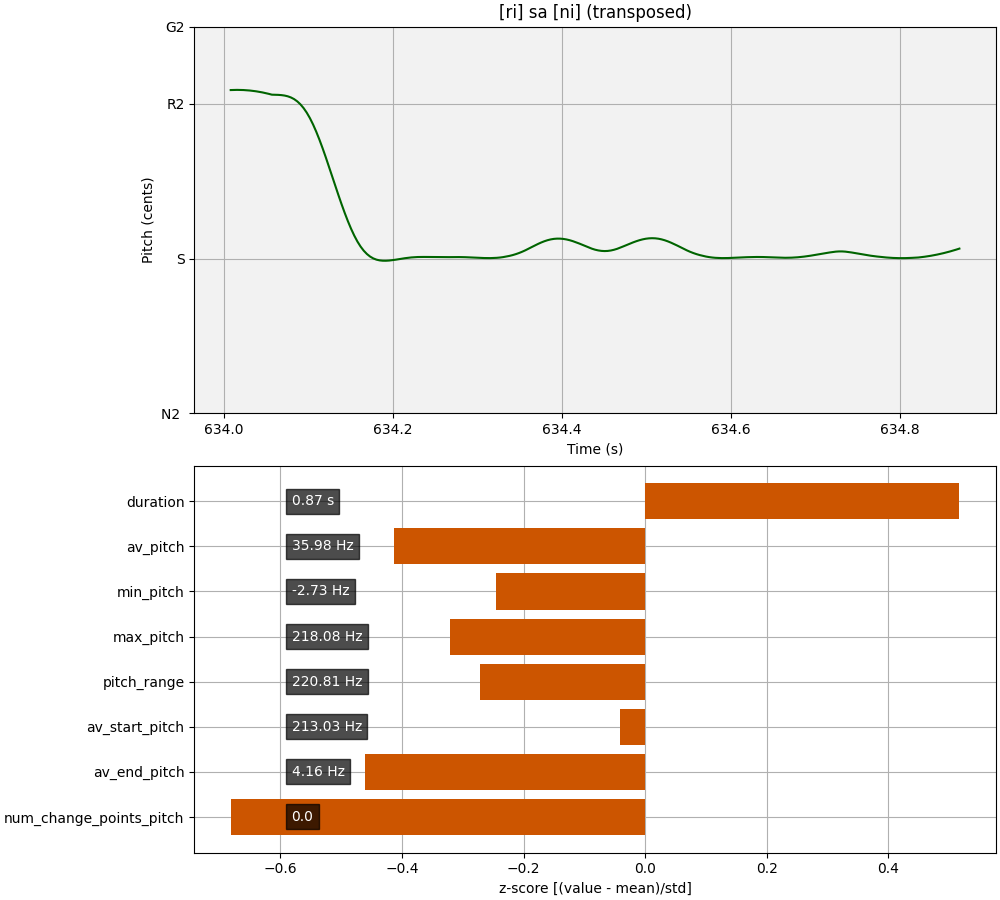 [ri] sa [ni] (transposed)
G2
R2
S
N2
Pitch (cents)
634.0 634.2 634.4 634.6 634.8
Time (s)
duration 0.87 s
av_pitch 35.98 Hz
min_pitch -2.73 Hz
max_pitch 218.08 Hz
pitch_range 220.81 Hz
av_start_pitch 213.03 Hz
av_end_pitch 4.16 Hz
num_change_points_pitch 0.0
−0.6 −0.4 −0.2 0.0 0.2 0.4
z-score [(value - mean)/std]